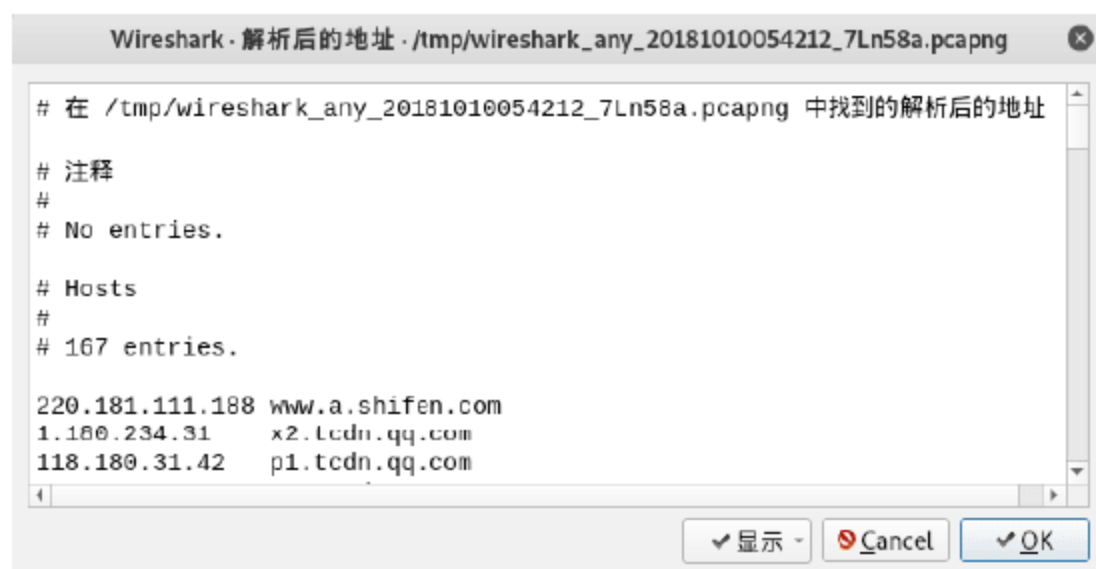 Wireshark · 解析后的地址 · /tmp/wireshark_any_20181010054212_7Ln58a.pcapng
# 在 /tmp/wireshark_any_20181010054212_7Ln58a.pcapng 中找到的解析后的地址
# 注释
#
# No entries.
# Hosts
#
# 167 entries.
220.181.111.188 www.a.shifen.com
1.180.234.31 x2.tcdn.qq.com
118.180.31.42 p1.tcdn.qq.com
显示 Cancel OK